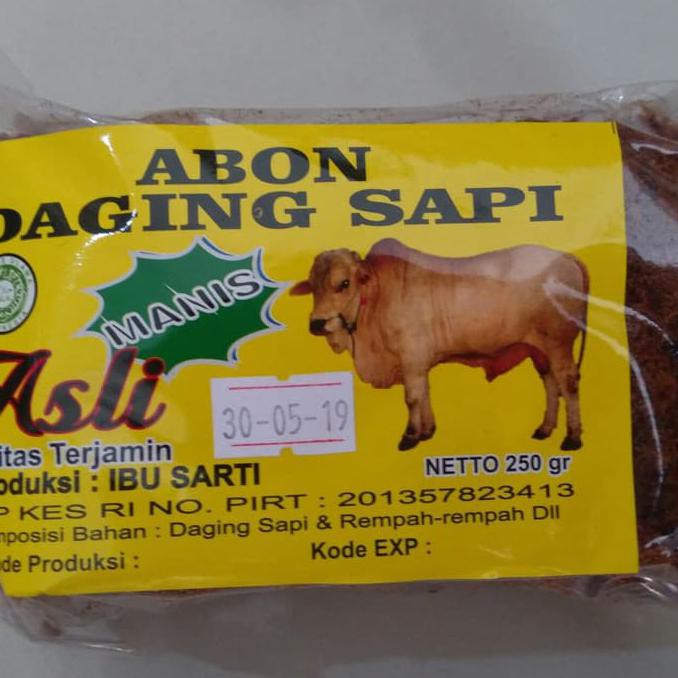 ABON
DAGING SAPI
MANIS
Asli
itas Terjamin
oduksi : IBU SARTI
30-05-19
NETTO 250 gr
P KES RI NO. PIRT : 201357823413
mposisi Bahan : Daging Sapi & Rempah-rempah Dll
de Produksi :
Kode EXP :